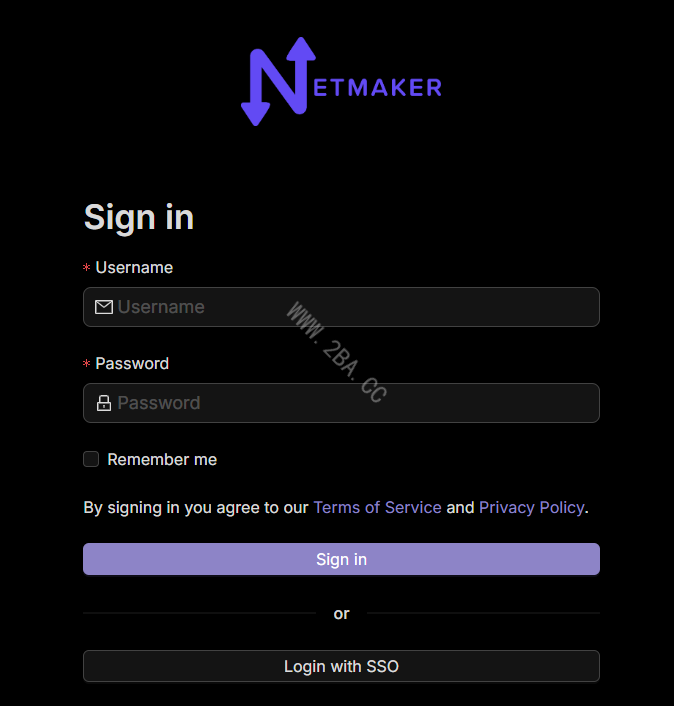 NETMAKER
Sign in
* Username
Username
WWW.2BA.CC
* Password
Password
Remember me
By signing in you agree to our Terms of Service and Privacy Policy.
Sign in
or
Login with SSO